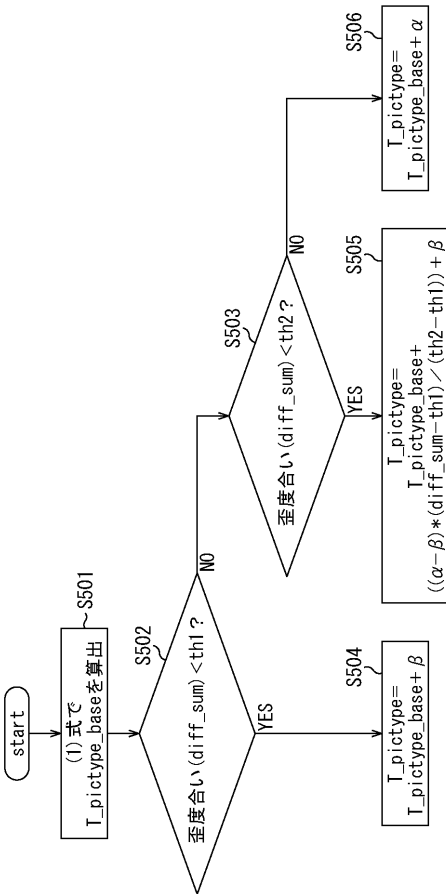 start
S501
(1)式で
T_pictype_baseを算出
S502
歪度合い(diff_sum)<th1?
NO
YES
S503
歪度合い(diff_sum)<th2?
NO
YES
S504
T_pictype=
T_pictype_base+β
S505
T_pictype=
T_pictype_base+
((α-β)*(diff_sum-th1)/(th2-th1))+β
S506
T_pictype=
T_pictype_base+α